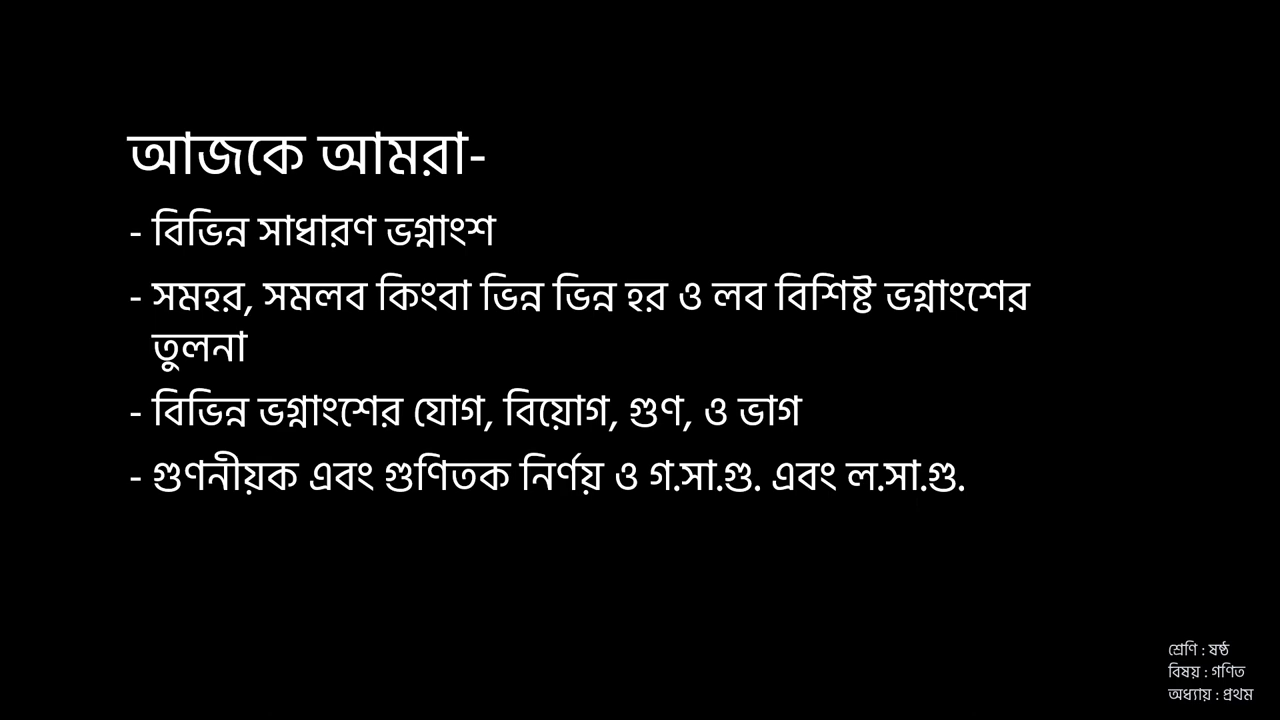 আজকে আমরা-
- বিভিন্ন সাধারণ ভগ্নাংশ
- সমহর, সমলব কিংবা ভিন্ন ভিন্ন হর ও লব বিশিষ্ট ভগ্নাংশের
তুলনা
- বিভিন্ন ভগ্নাংশের যোগ, বিয়োগ, গুণ, ও ভাগ
- গুণনীয়ক এবং গুণিতক নির্ণয় ও গ.সা.গু. এবং ল.সা.গু.
শ্রেণি : ষষ্ঠ
বিষয় : গণিত
অধ্যায় : প্রথম